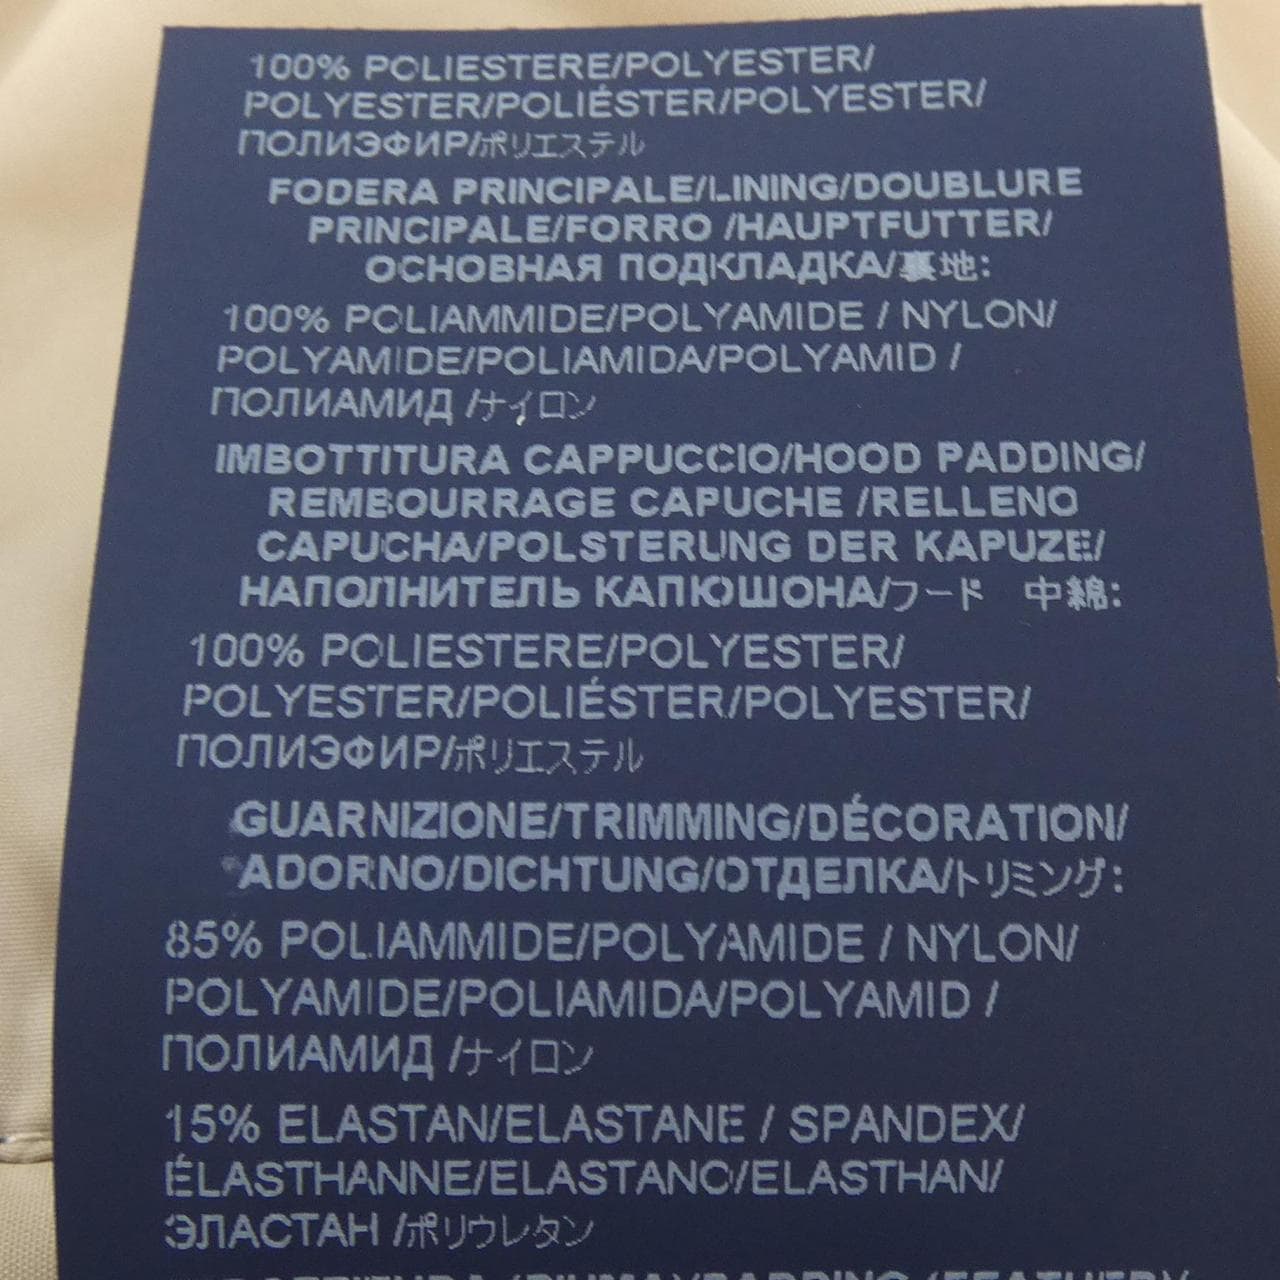 100% POLIESTERE/POLYESTER/
POLYESTER/POLIÉSTER/POLYESTER/
ПОЛИЭФИР/ポリエステル
FODERA PRINCIPALE/LINING/DOUBLURE
PRINCIPALE/FORRO /HAUPTFUTTER/
ОСНОВНАЯ ПОДКЛАДКА/裏地:
100% POLIAMMIDE/POLYAMIDE / NYLON/
POLYAMIDE/POLIAMIDA/POLYAMID /
ПОЛИАМИД /ナイロン
IMBOTTITURA CAPPUCCIO/HOOD PADDING/
REMBOURRAGE CAPUCHE /RELLENO
CAPUCHA/POLSTERUNG DER KAPUZE/
НАПОЛНИТЕЛЬ КАПЮШОНА/フード 中綿:
100% POLIESTERE/POLYESTER/
POLYESTER/POLIÉSTER/POLYESTER/
ПОЛИЭФИР/ポリエステル
GUARNIZIONE/TRIMMING/DÉCORATION/
ADORNO/DICHTUNG/ОТДЕЛКА/トリミング:
85% POLIAMMIDE/POLYAMIDE / NYLON/
POLYAMIDE/POLIAMIDA/POLYAMID /
ПОЛИАМИД /ナイロン
15% ELASTAN/ELASTANE / SPANDEX/
ÉLASTHANNE/ELASTANO/ELASTHAN/
ЭЛАСТАН /ポリウレタン